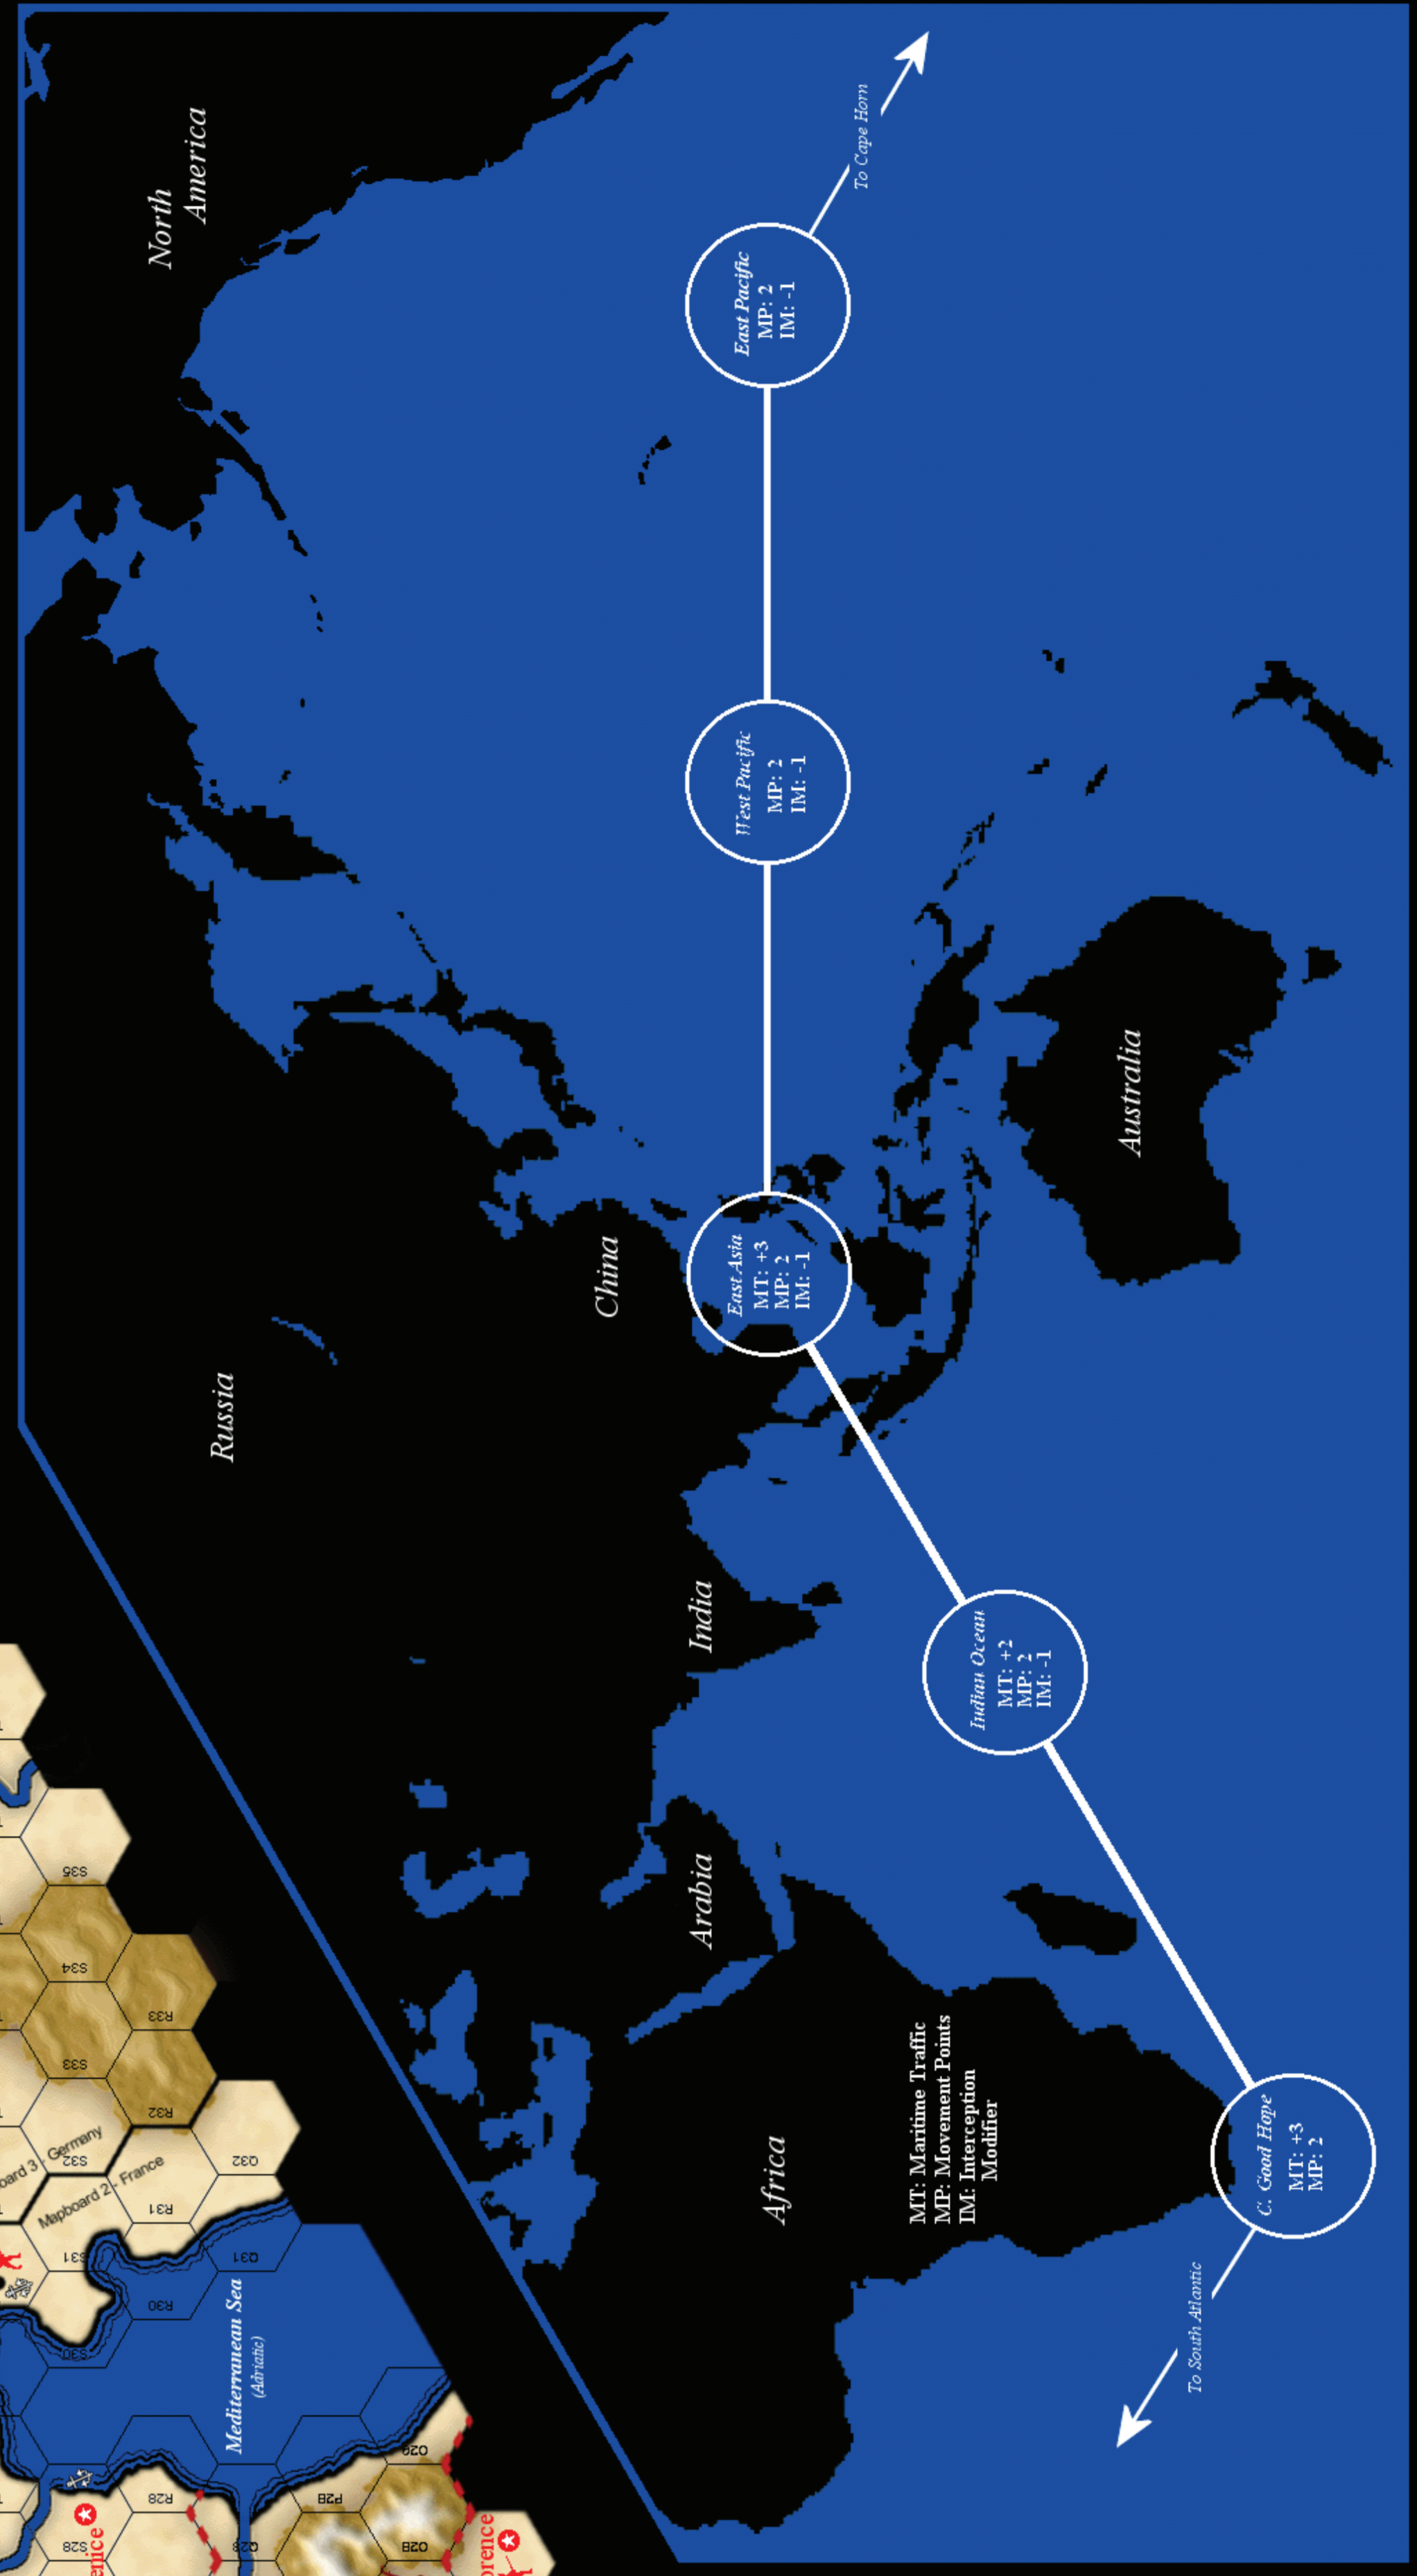 North
America
Russia
China
India
Arabia
Africa
Australia
To Cape Horn
East Pacific
MP: 2
IM: -1
West Pacific
MP: 2
IM: -1
East Asia
MT: +3
MP: 2
IM: -1
Indian Ocean
MT: +2
MP: 2
IM: -1
C. Good Hope
MT: +3
MP: 2
To South Atlantic
MT: Maritime Traffic
MP: Movement Points
IM: Interception
Modifier
Mediterranean Sea
(Adriatic)
3 - Germany
Mapboard 2 - France
S35
S34
S33
S32
S31
S30
S28
R33
R32
R31
R30
R28
Q32
Q31
Q28
P28
O29
O28